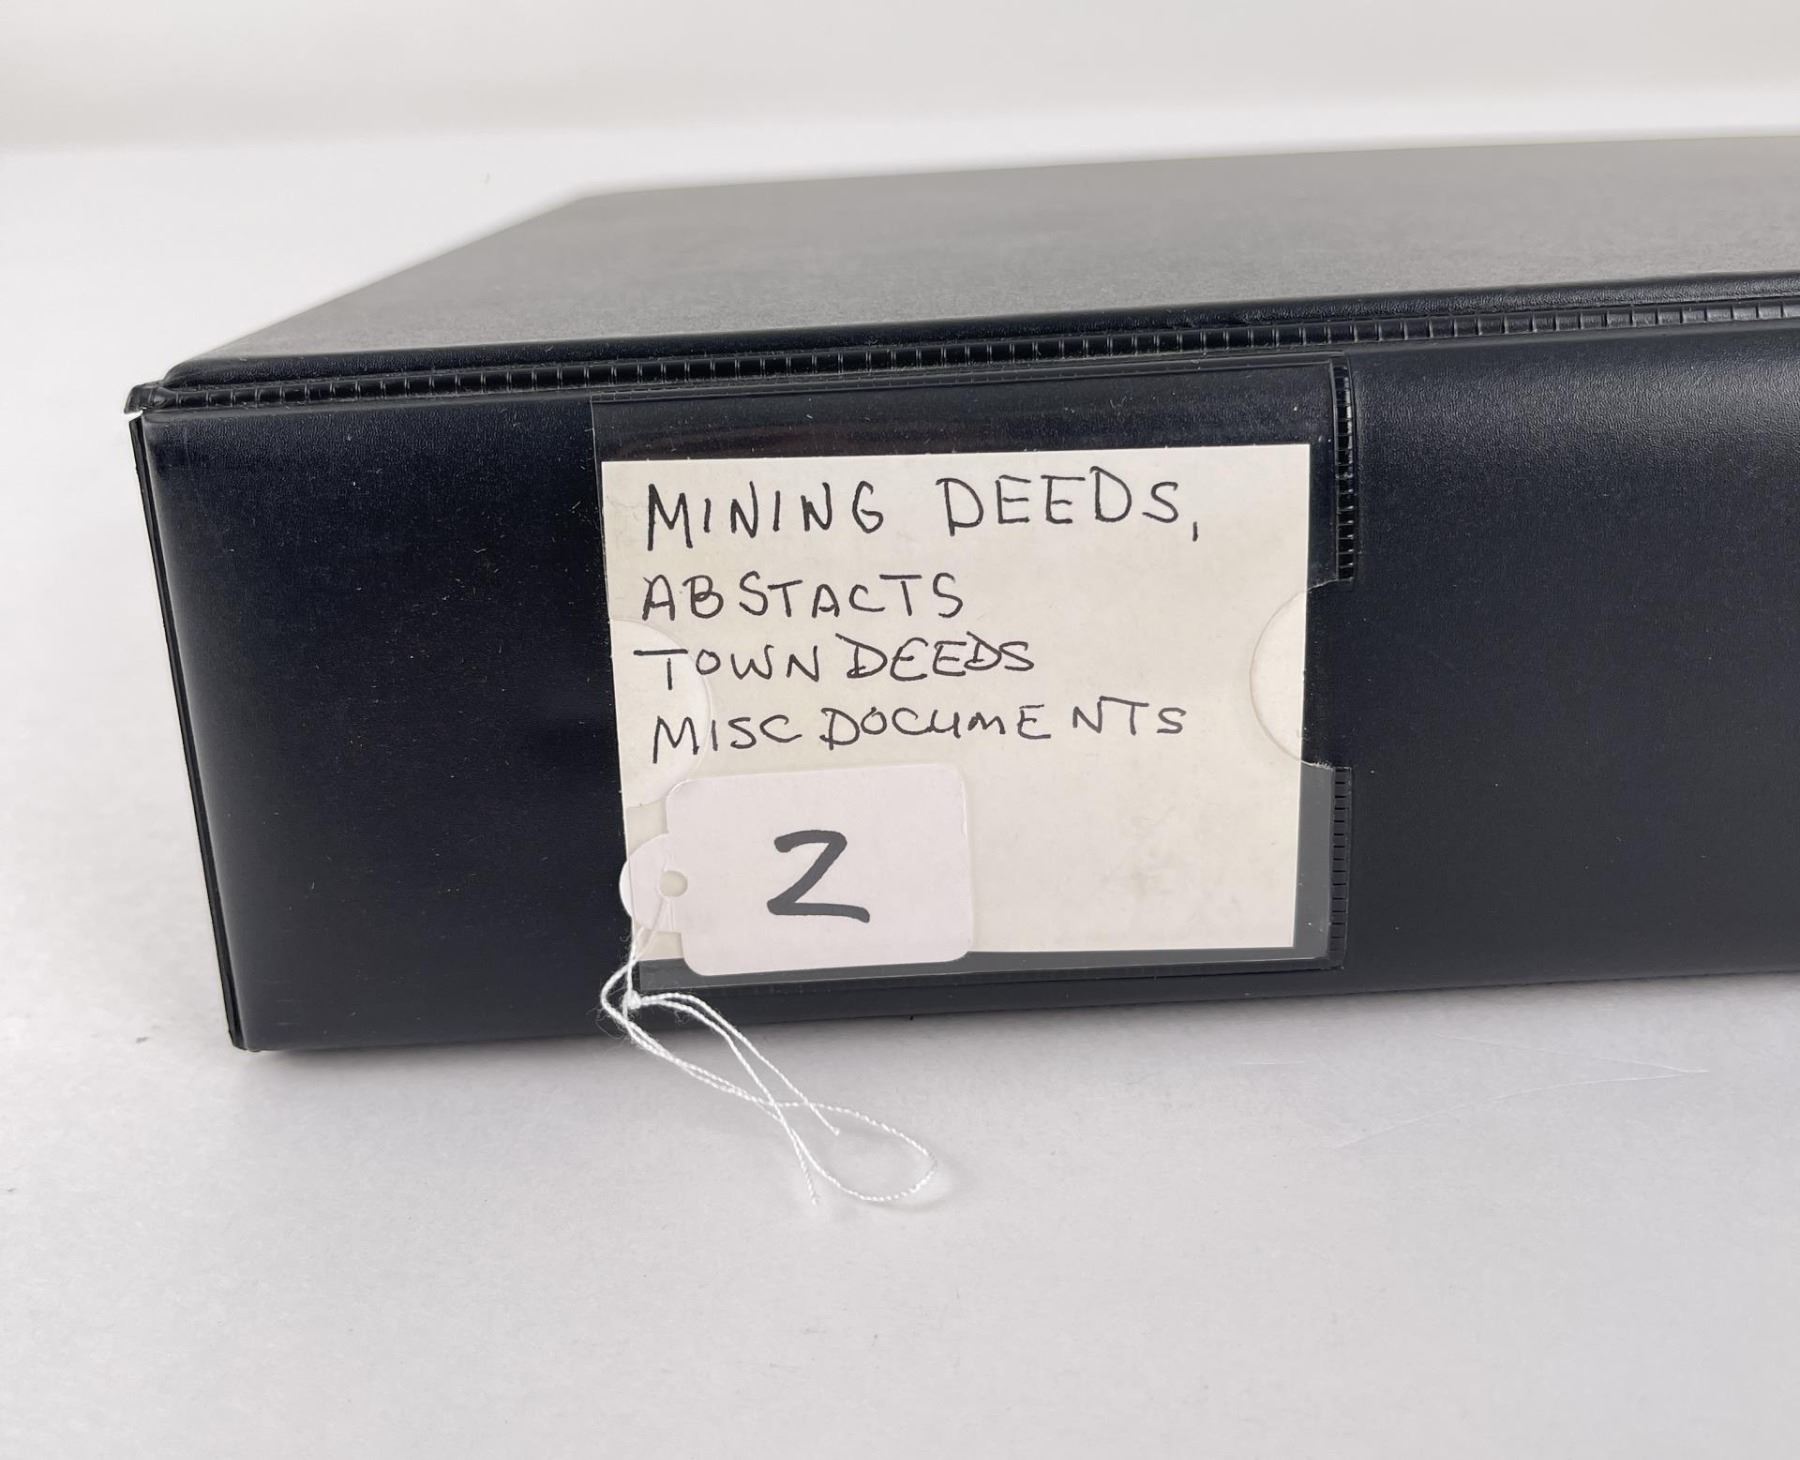 MINING DEEDS,
ABSTACTS
TOWN DEEDS
MISC DOCUMENTS
2